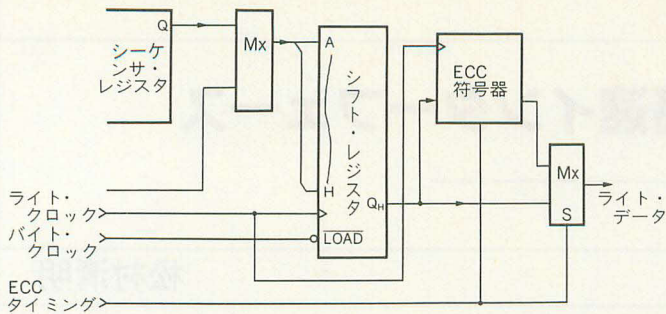 Q
シーケ
ンサ・
レジスタ
Mx
A
H
シフト・レジスタ
QH
LOAD
ECC
符号器
Mx
S
ライト・
データ
ライト・
クロック
バイト・
クロック
ECC
タイミング